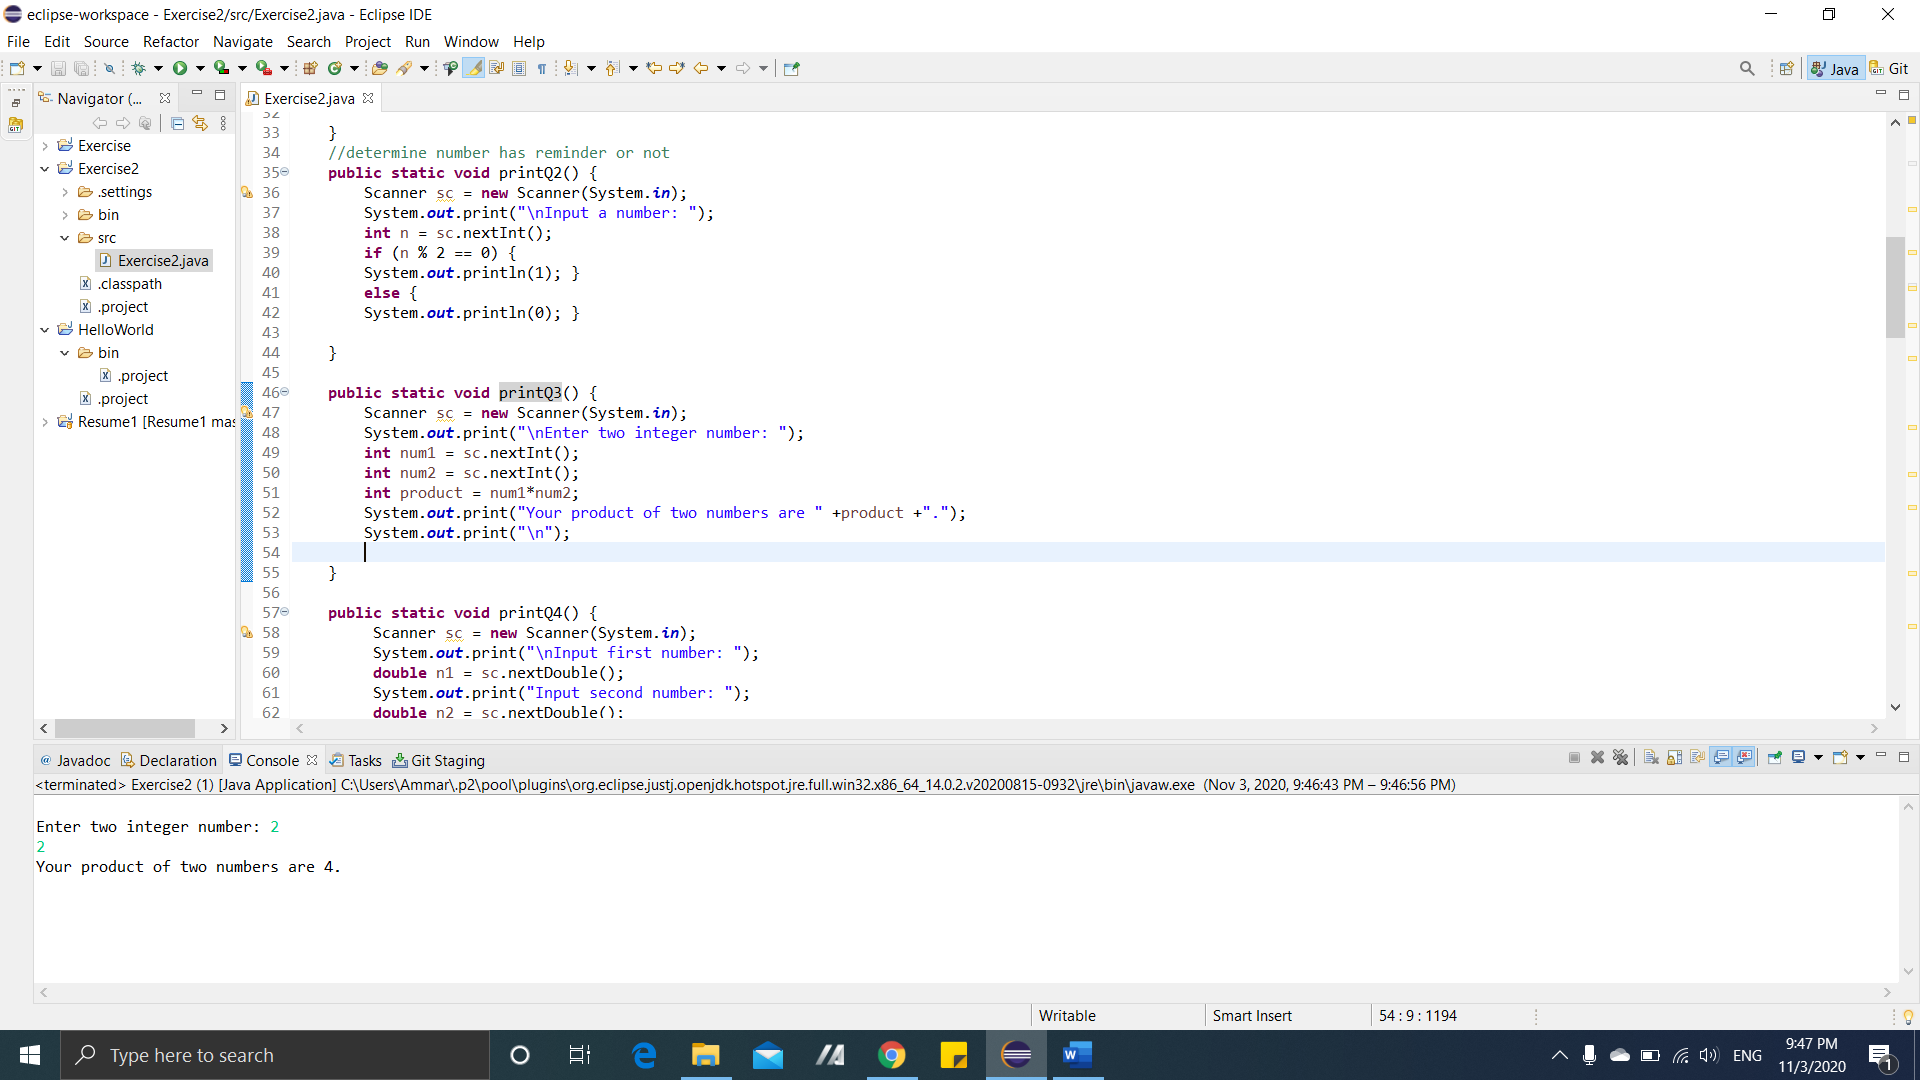 eclipse-workspace - Exercise2/src/Exercise2.java - Eclipse IDE
File Edit Source Refactor Navigate Search Project Run Window Help
Java Git
Navigator (...
Exercise2.java
Exercise
Exercise2
.settings
bin
src
Exercise2.java
.classpath
.project
HelloWorld
bin
.project
.project
Resume1 [Resume1 mas
32
33 }
34 //determine number has reminder or not
35 public static void printQ2() {
36 Scanner sc = new Scanner(System.in);
37 System.out.print("\nInput a number: ");
38 int n = sc.nextInt();
39 if (n % 2 == 0) {
40 System.out.println(1); }
41 else {
42 System.out.println(0); }
43
44 }
45
46 public static void printQ3() {
47 Scanner sc = new Scanner(System.in);
48 System.out.print("\nEnter two integer number: ");
49 int num1 = sc.nextInt();
50 int num2 = sc.nextInt();
51 int product = num1*num2;
52 System.out.print("Your product of two numbers are " +product +".");
53 System.out.print("\n");
54
55 }
56
57 public static void printQ4() {
58 Scanner sc = new Scanner(System.in);
59 System.out.print("\nInput first number: ");
60 double n1 = sc.nextDouble();
61 System.out.print("Input second number: ");
62 double n2 = sc.nextDouble();
@ Javadoc Declaration Console Tasks Git Staging
<terminated> Exercise2 (1) [Java Application] C:\Users\Ammar\.p2\pool\plugins\org.eclipse.justj.openjdk.hotspot.jre.full.win32.x86_64_14.0.2.v20200815-0932\jre\bin\javaw.exe (Nov 3, 2020, 9:46:43 PM – 9:46:56 PM)
Enter two integer number: 2
2
Your product of two numbers are 4.
Writable Smart Insert 54 : 9 : 1194
Type here to search
ENG
9:47 PM
11/3/2020
1